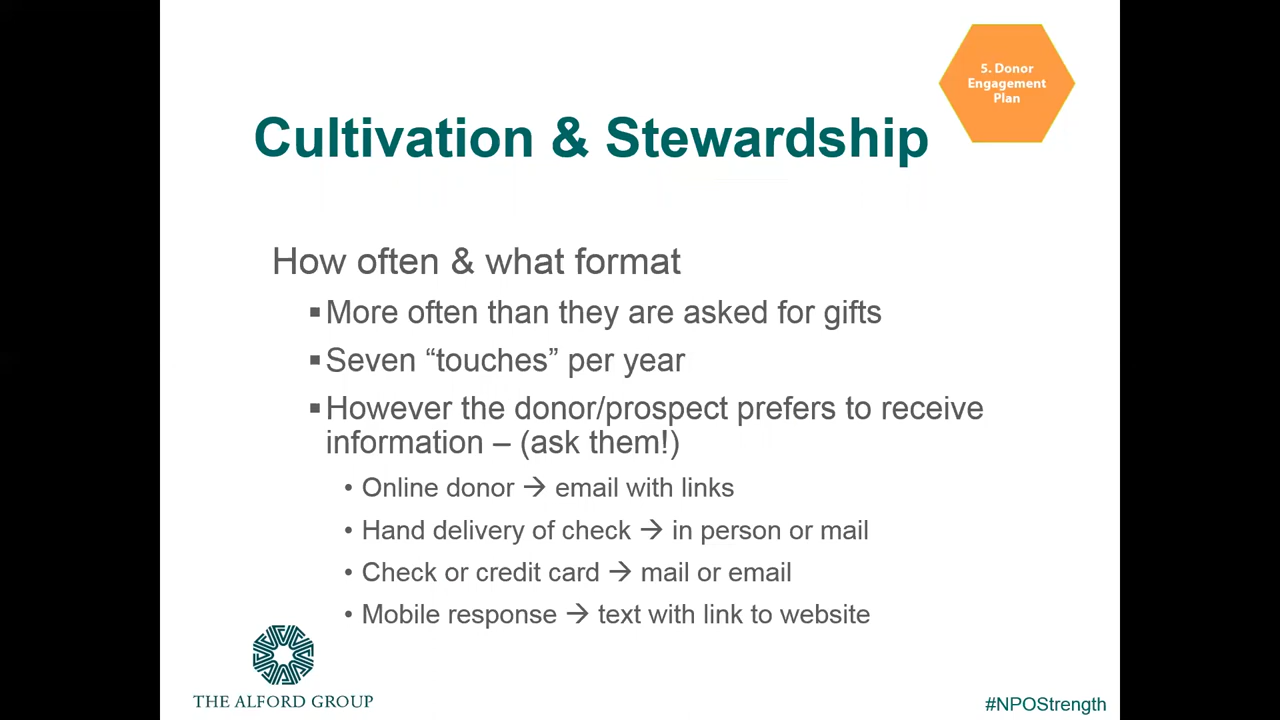 5. Donor
Engagement
Plan
Cultivation & Stewardship
How often & what format
▪More often than they are asked for gifts
▪Seven “touches” per year
▪However the donor/prospect prefers to receive
information – (ask them!)
• Online donor → email with links
• Hand delivery of check → in person or mail
• Check or credit card → mail or email
• Mobile response → text with link to website
THE ALFORD GROUP
#NPOStrength